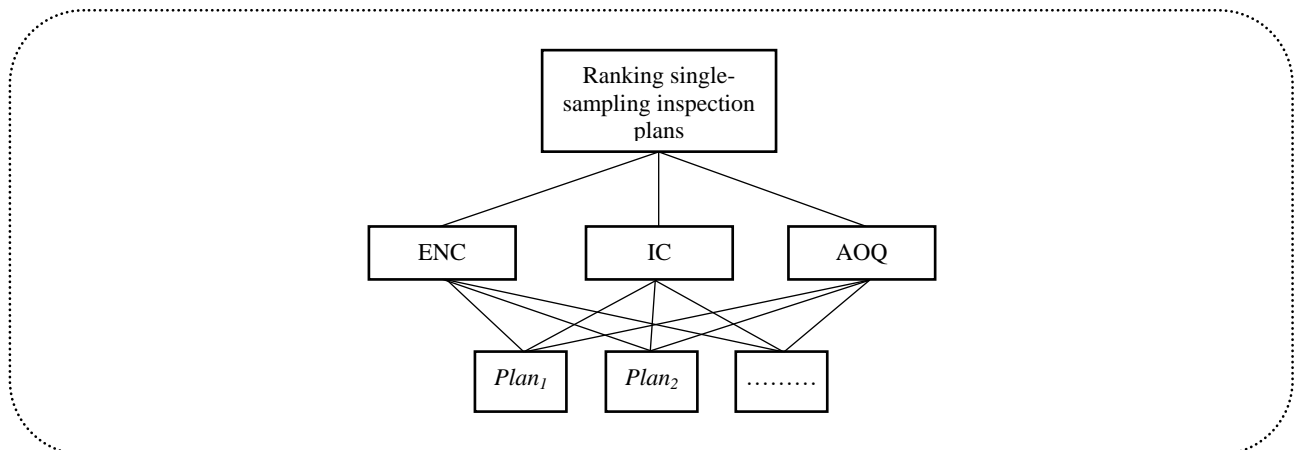 Ranking single-
sampling inspection
plans
ENC IC AOQ
Plan1 Plan2 ………